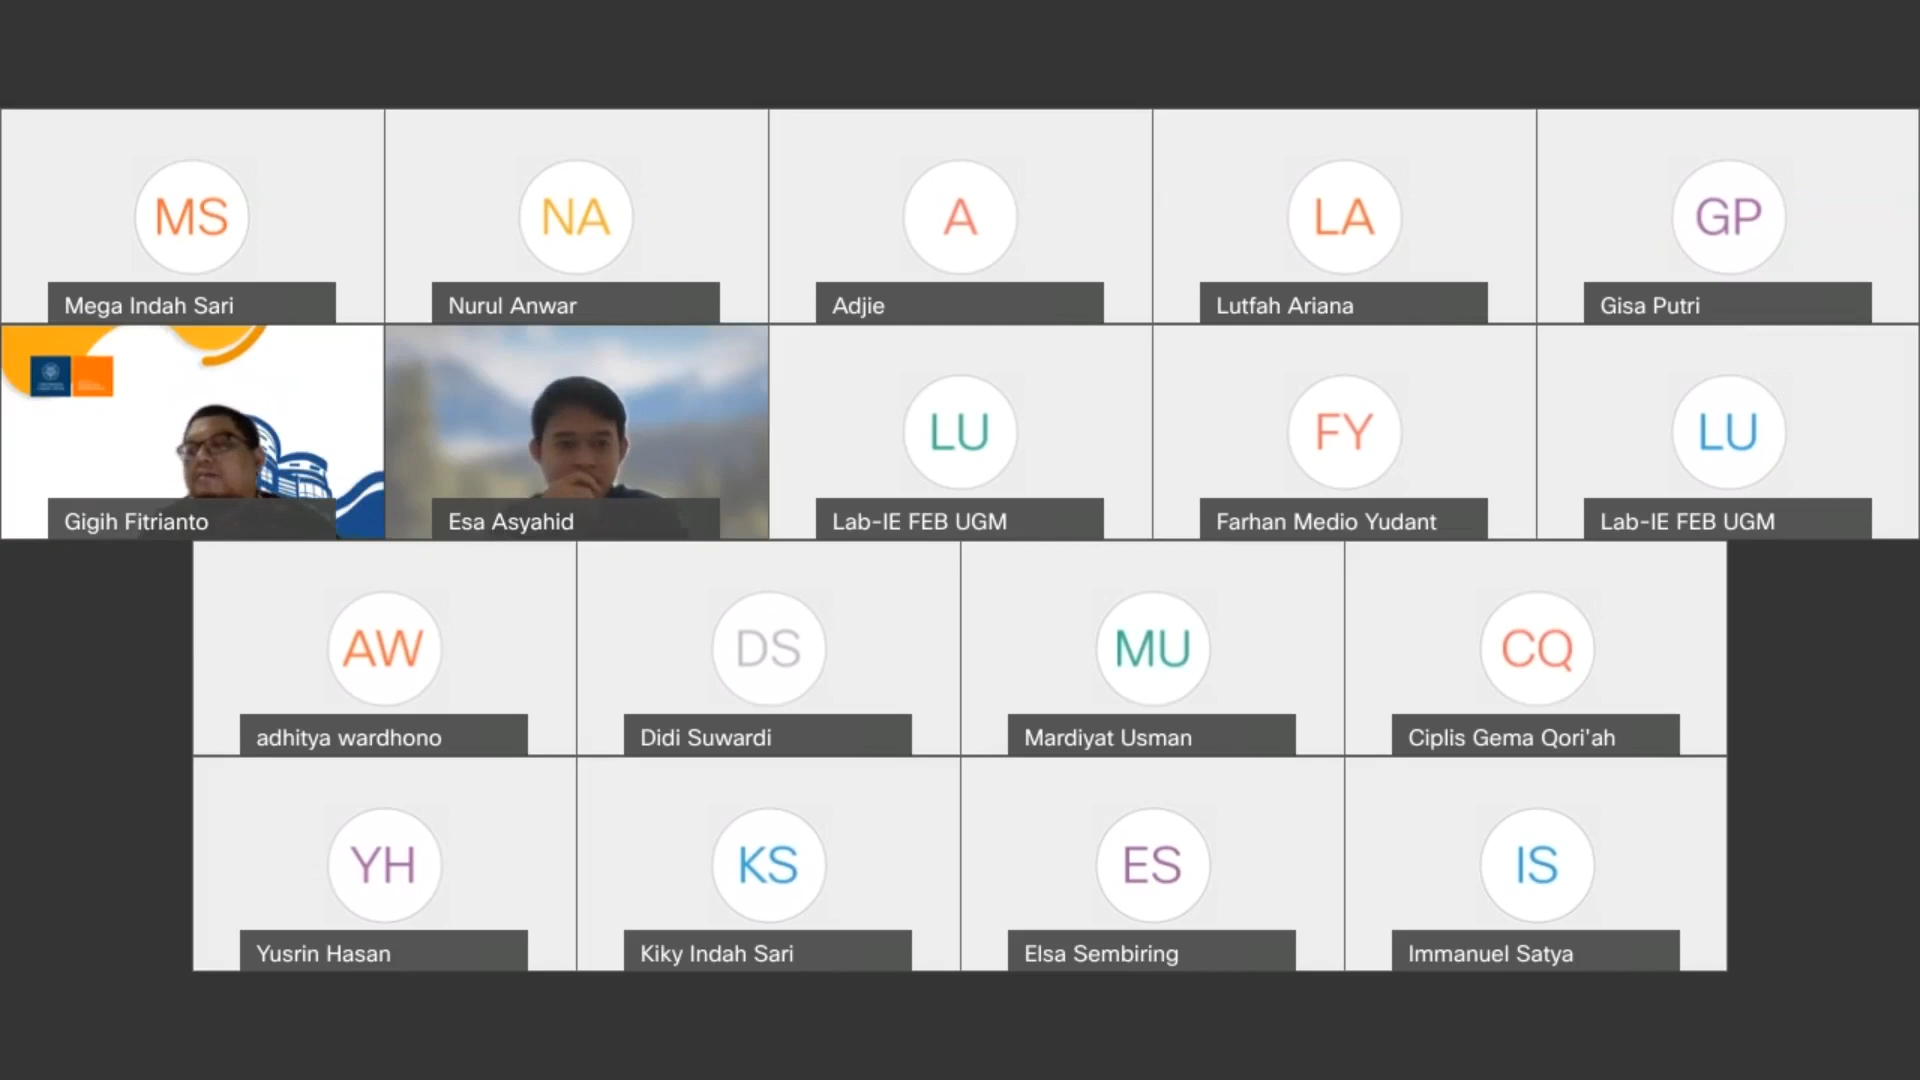 MS
Mega Indah Sari
NA
Nurul Anwar
A
Adjie
LA
Lutfah Ariana
GP
Gisa Putri
Gigih Fitrianto
Esa Asyahid
LU
Lab-IE FEB UGM
FY
Farhan Medio Yudant
LU
Lab-IE FEB UGM
AW
adhitya wardhono
DS
Didi Suwardi
MU
Mardiyat Usman
CQ
Ciplis Gema Qori'ah
YH
Yusrin Hasan
KS
Kiky Indah Sari
ES
Elsa Sembiring
IS
Immanuel Satya